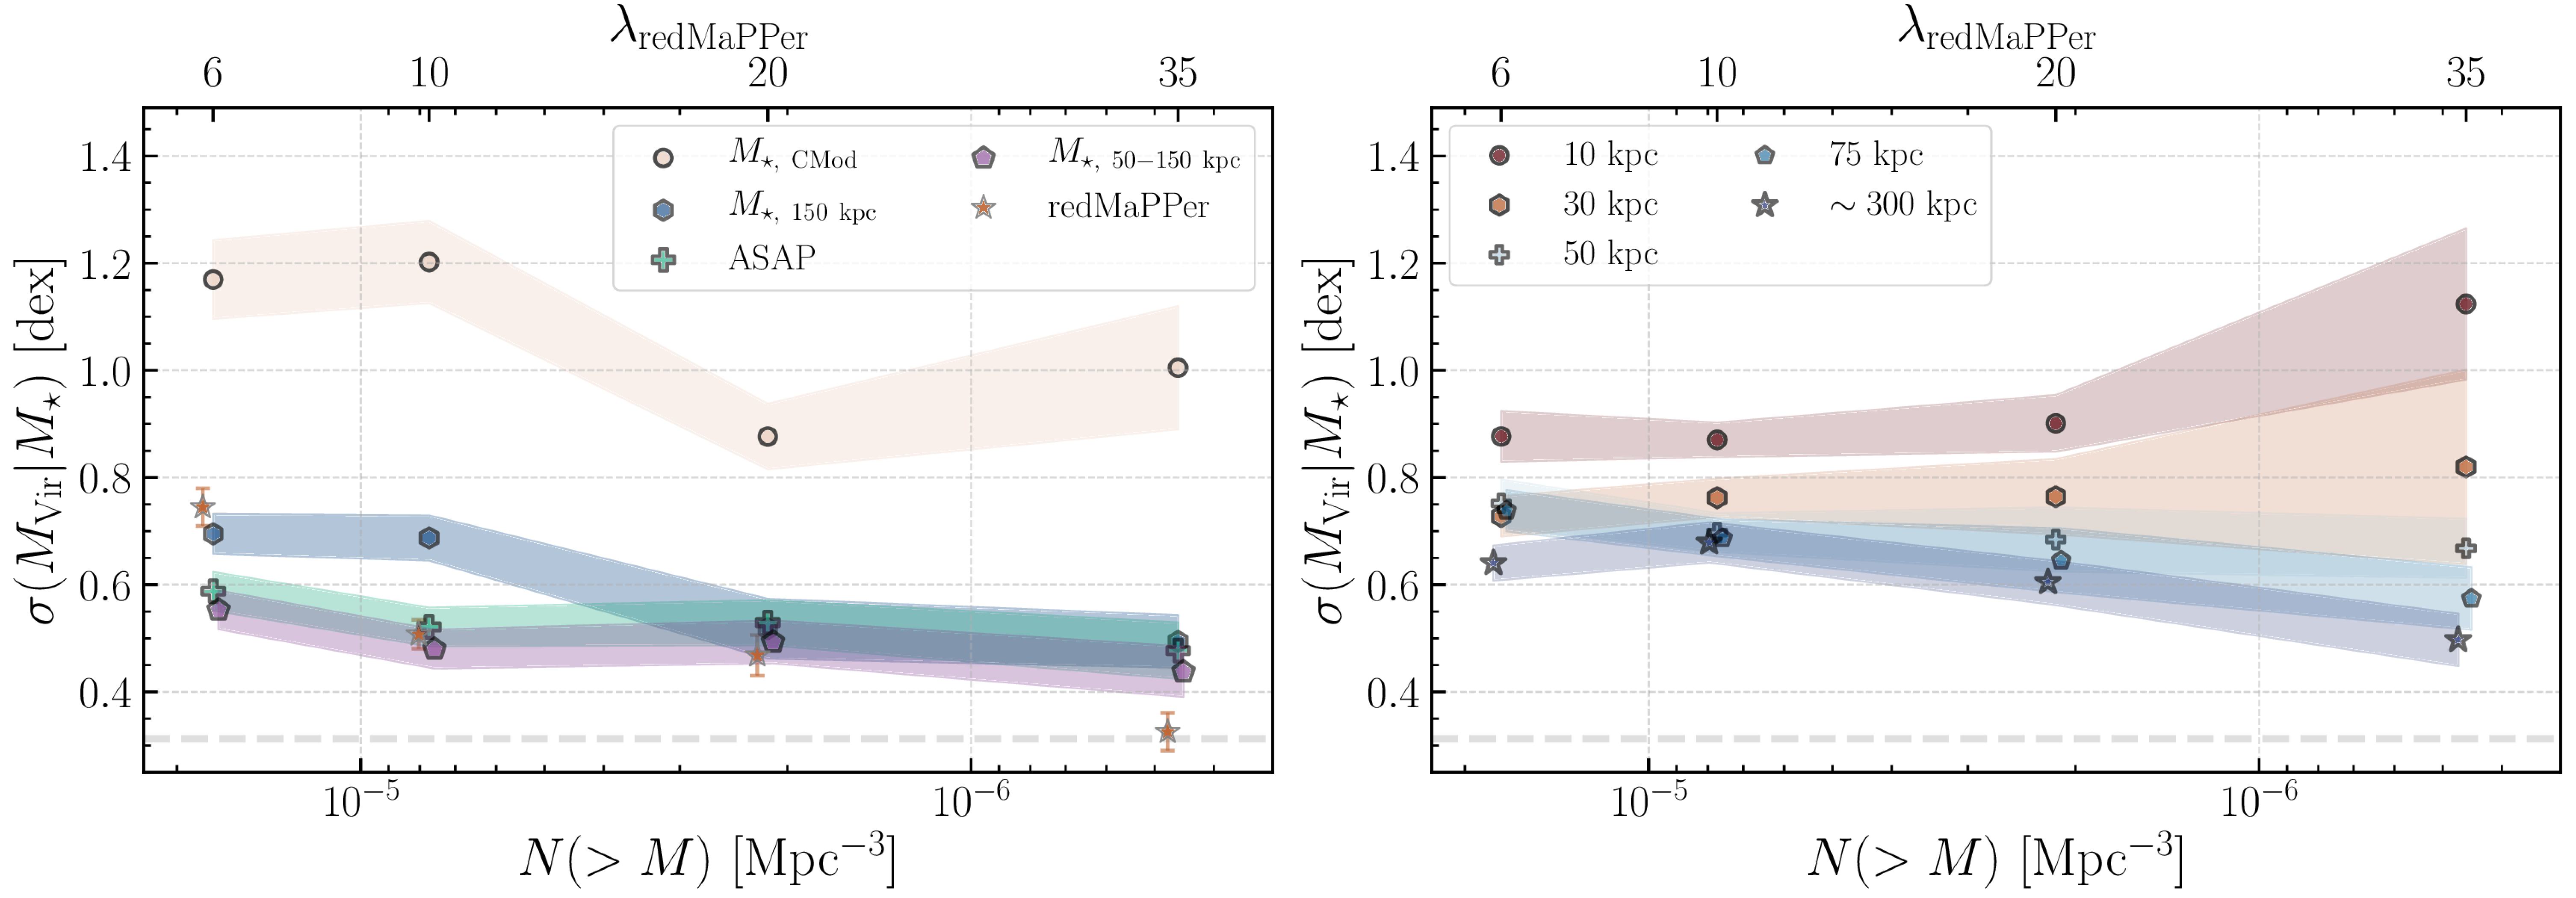 λredMaPPer
6 10 20 35
1.4
1.2
1.0
0.8
0.6
0.4
σ(MVir|M⋆) [dex]
M⋆, CMod
M⋆, 150 kpc
ASAP
M⋆, 50−150 kpc
redMaPPer
10−5 10−6
N(> M) [Mpc−3]
λredMaPPer
6 10 20 35
1.4
1.2
1.0
0.8
0.6
0.4
σ(MVir|M⋆) [dex]
10 kpc
30 kpc
50 kpc
75 kpc
∼ 300 kpc
10−5 10−6
N(> M) [Mpc−3]